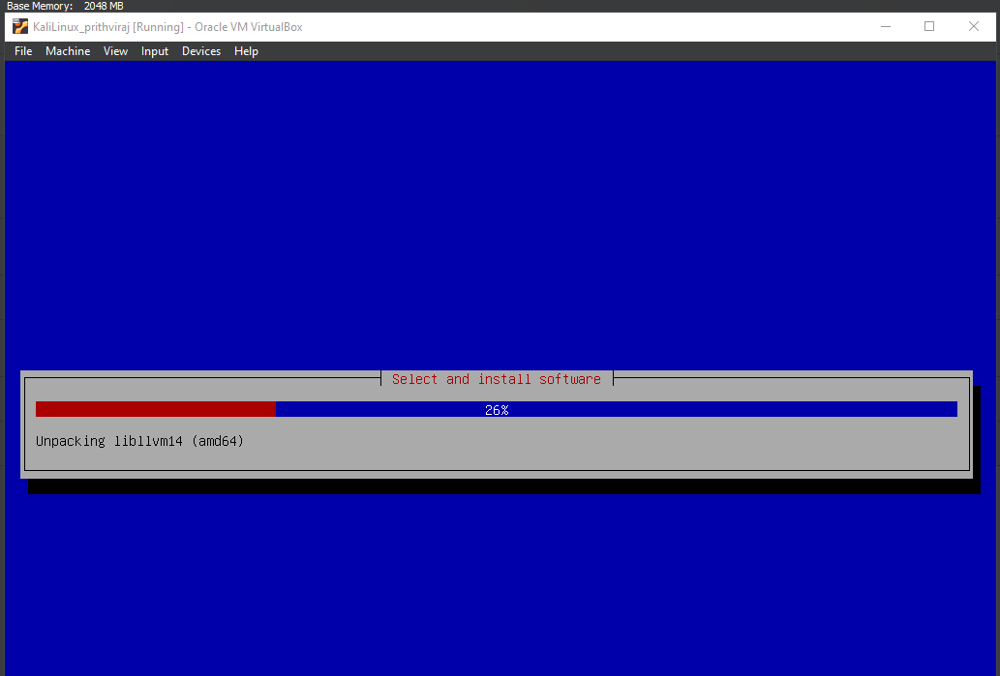 Base Memory: 2048 MB
KaliLinux_prithviraj [Running] - Oracle VM VirtualBox
File Machine View Input Devices Help
Select and install software
26%
Unpacking libllvm14 (amd64)